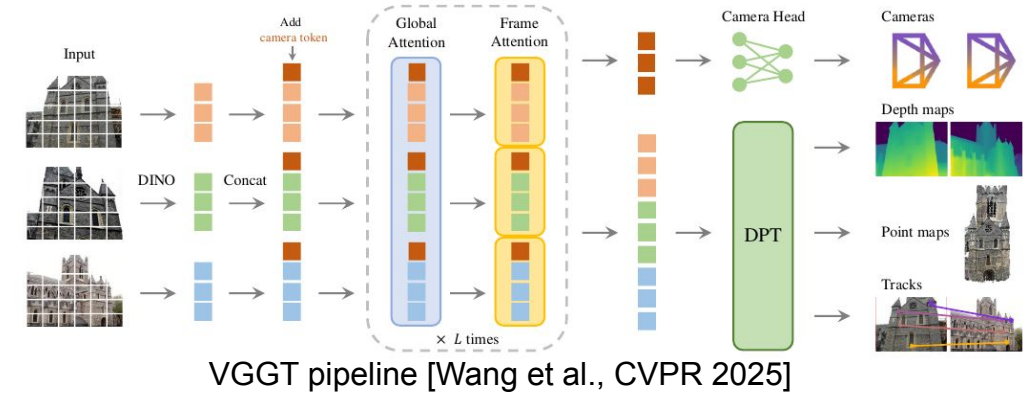 Input
DINO
Concat
Add
camera token
Global
Attention
Frame
Attention
× L times
Camera Head
DPT
Cameras
Depth maps
Point maps
Tracks
VGGT pipeline [Wang et al., CVPR 2025]